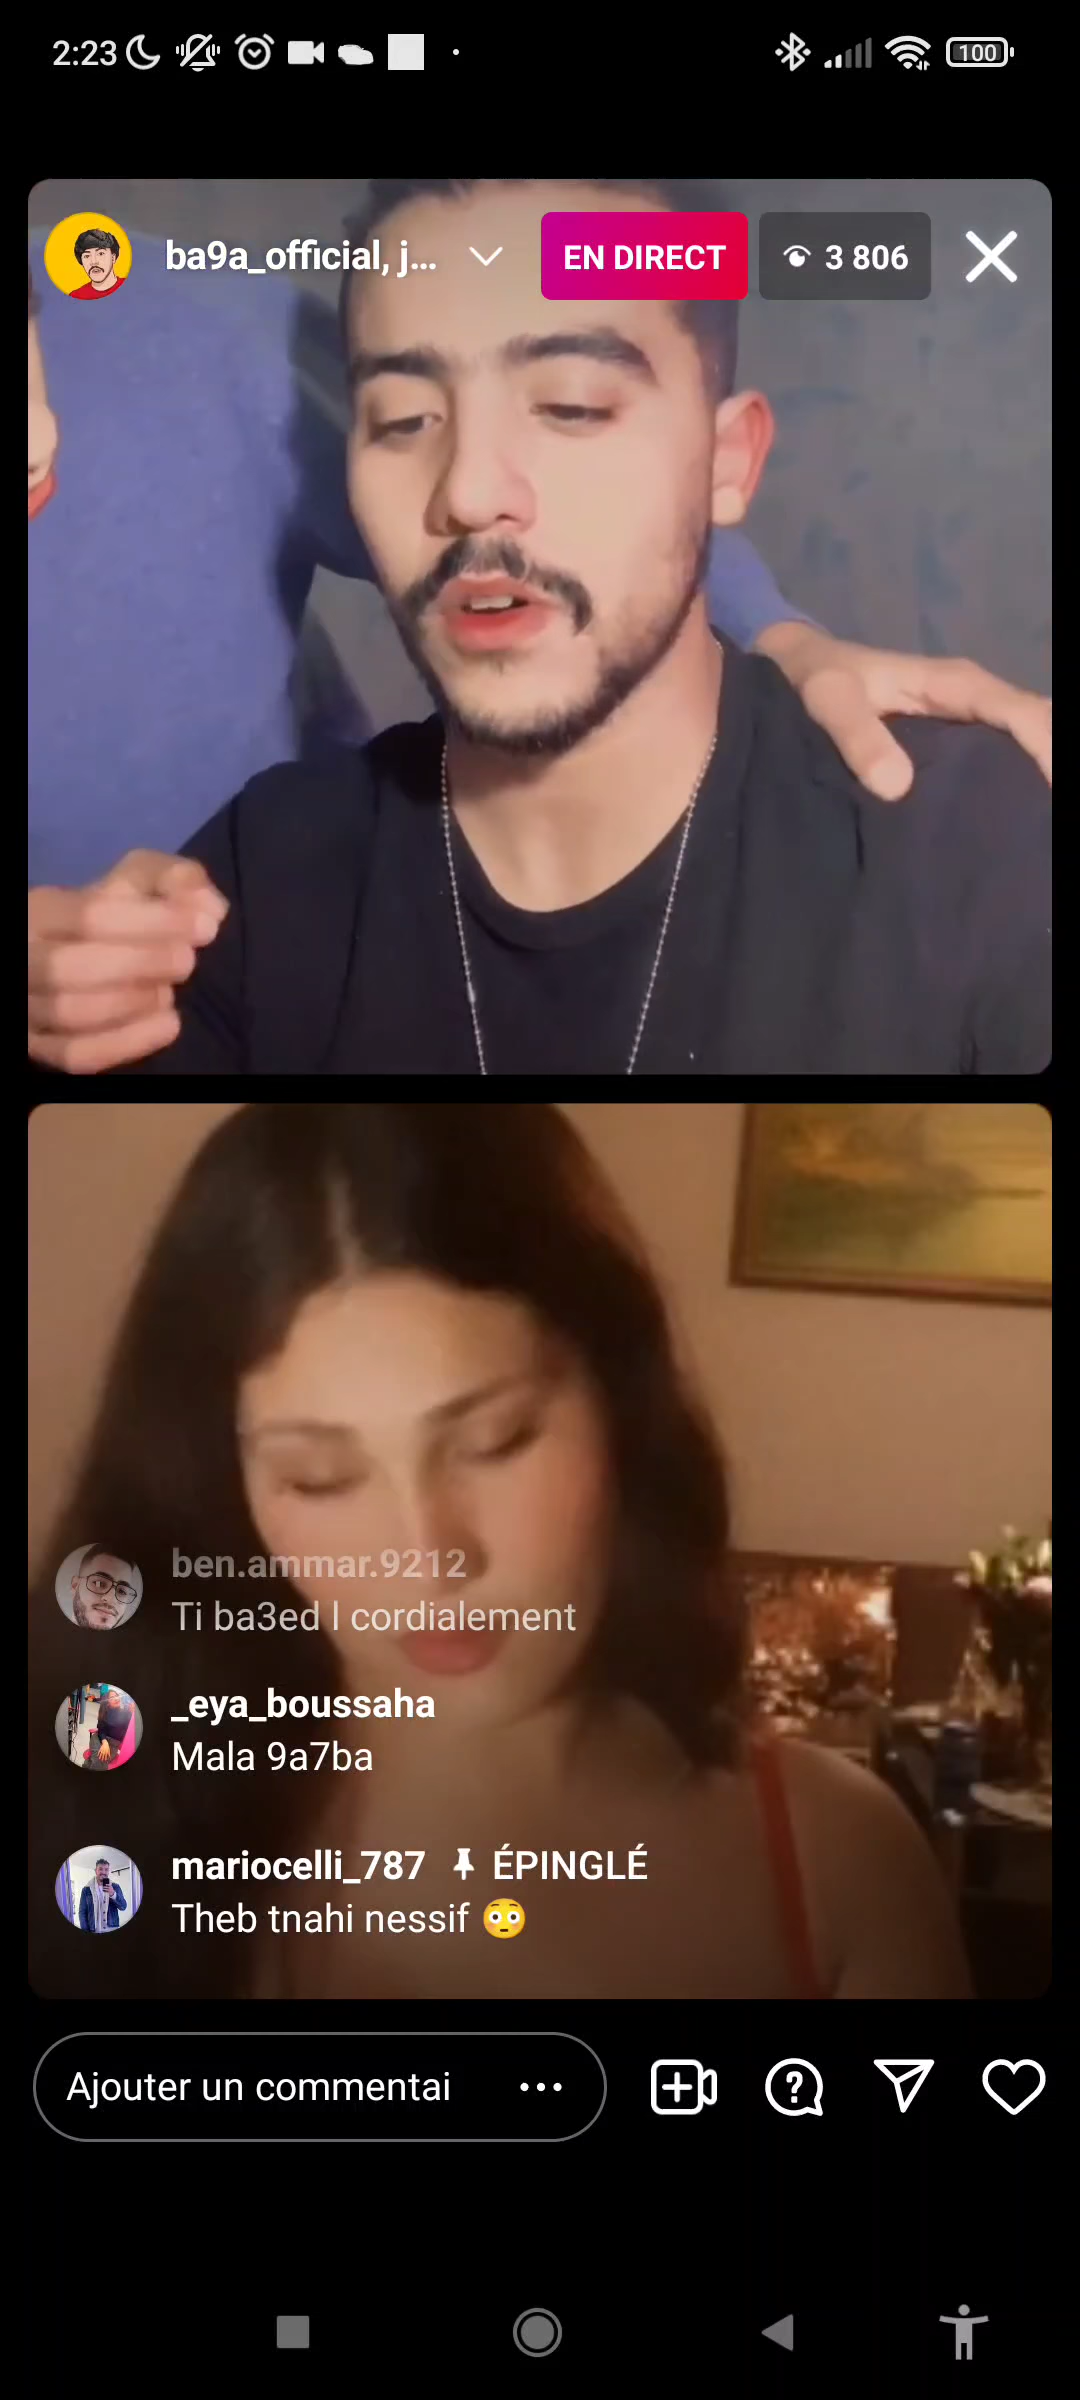 2:23
100
ba9a_official, j...
EN DIRECT
3 806
ben.ammar.9212
Ti ba3ed l cordialement
_eya_boussaha
Mala 9a7ba
mariocelli_787 ÉPINGLÉ
Theb tnahi nessif 😳
Ajouter un commentai